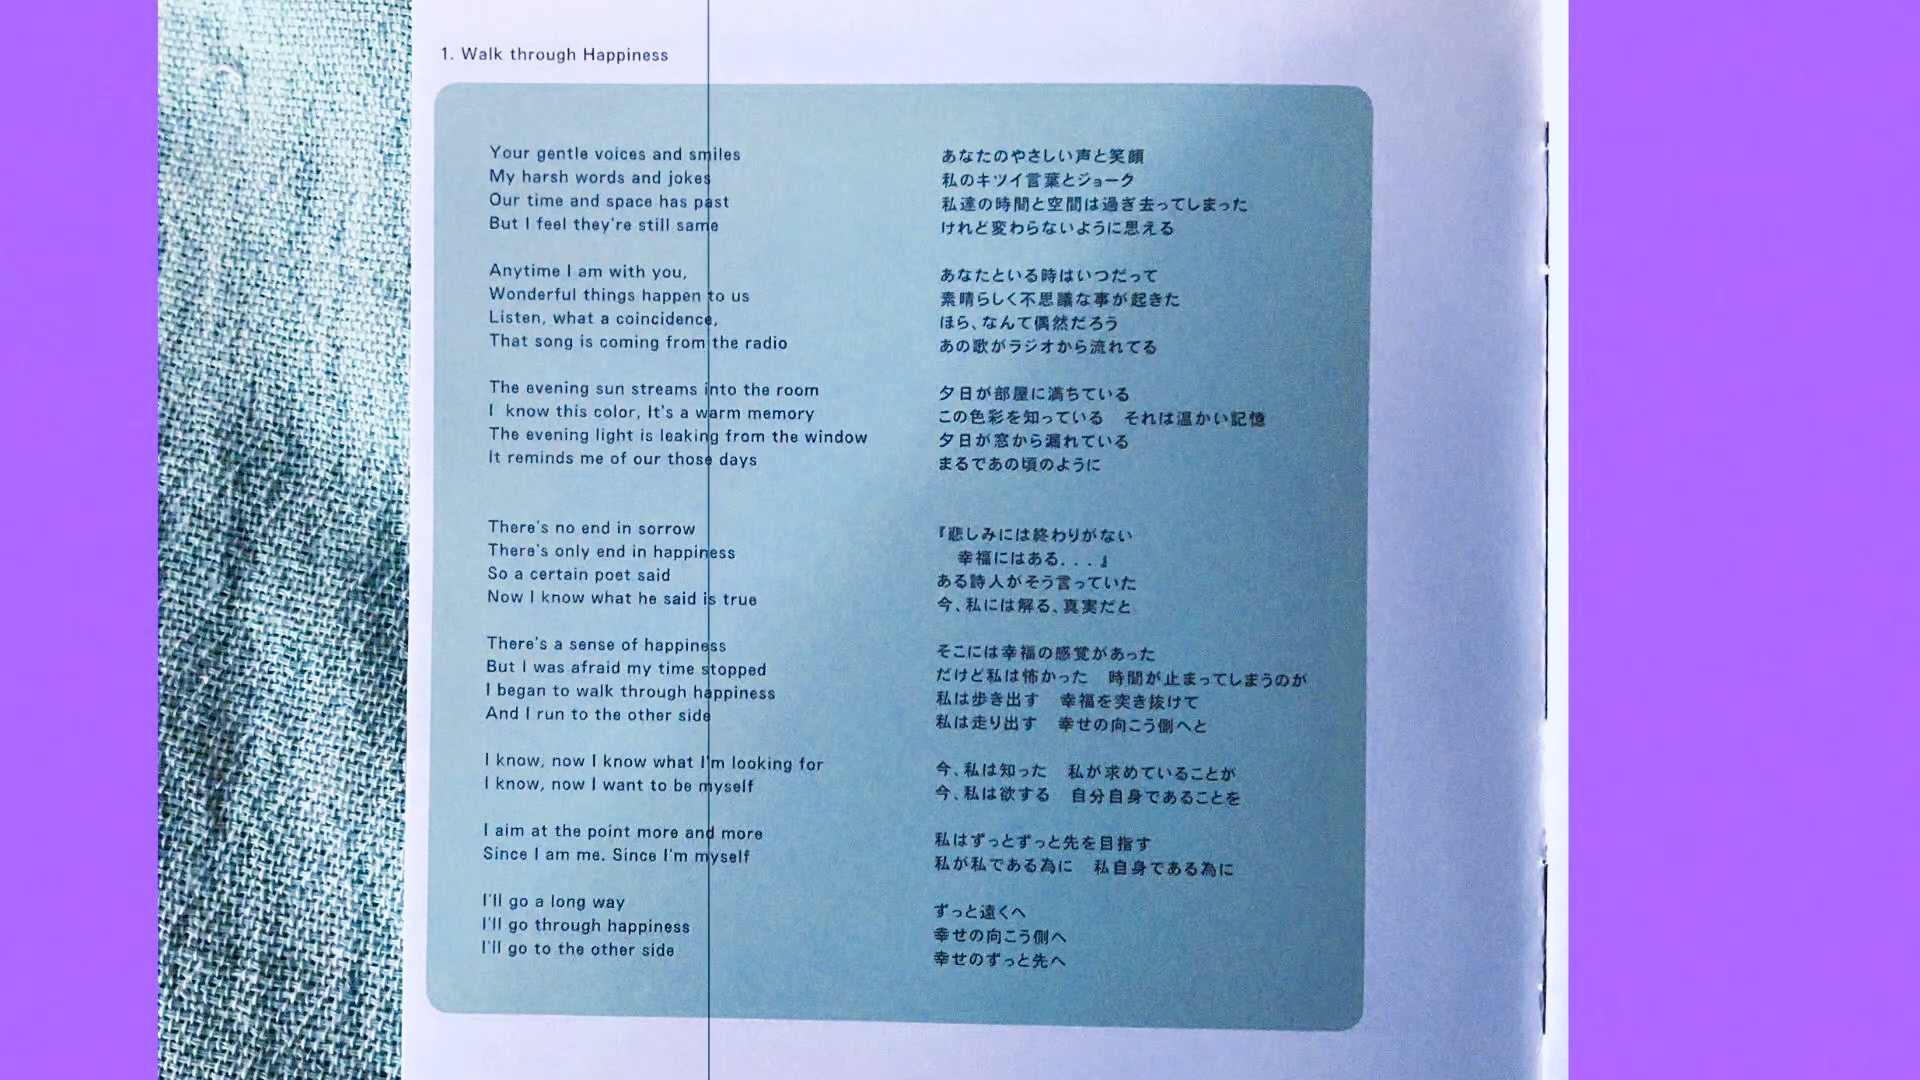 1. Walk through Happiness
Your gentle voices and smiles
My harsh words and jokes
Our time and space has past
But I feel they're still same
Anytime I am with you,
Wonderful things happen to us
Listen, what a coincidence,
That song is coming from the radio
The evening sun streams into the room
I know this color, It's a warm memory
The evening light is leaking from the window
It reminds me of our those days
There's no end in sorrow
There's only end in happiness
So a certain poet said
Now I know what he said is true
There's a sense of happiness
But I was afraid my time stopped
I began to walk through happiness
And I run to the other side
I know, now I know what I'm looking for
I know, now I want to be myself
I aim at the point more and more
Since I am me. Since I'm myself
I'll go a long way
I'll go through happiness
I'll go to the other side
あなたのやさしい声と笑顔
私のキツイ言葉とジョーク
私達の時間と空間は過ぎ去ってしまった
けれど変わらないように思える
あなたといる時はいつだって
素晴らしく不思議な事が起きた
ほら、なんて偶然だろう
あの歌がラジオから流れてる
夕日が部屋に満ちている
この色彩を知っている　それは温かい記憶
夕日が窓から漏れている
まるであの頃のように
『悲しみには終わりがない
幸福にはある. . . 』
ある詩人がそう言っていた
今、私には解る、真実だと
そこには幸福の感覚があった
だけど私は怖かった　時間が止まってしまうのが
私は歩き出す　幸福を突き抜けて
私は走り出す　幸せの向こう側へと
今、私は知った　私が求めていることが
今、私は欲する　自分自身であることを
私はずっとずっと先を目指す
私が私である為に　私自身である為に
ずっと遠くへ
幸せの向こう側へ
幸せのずっと先へ